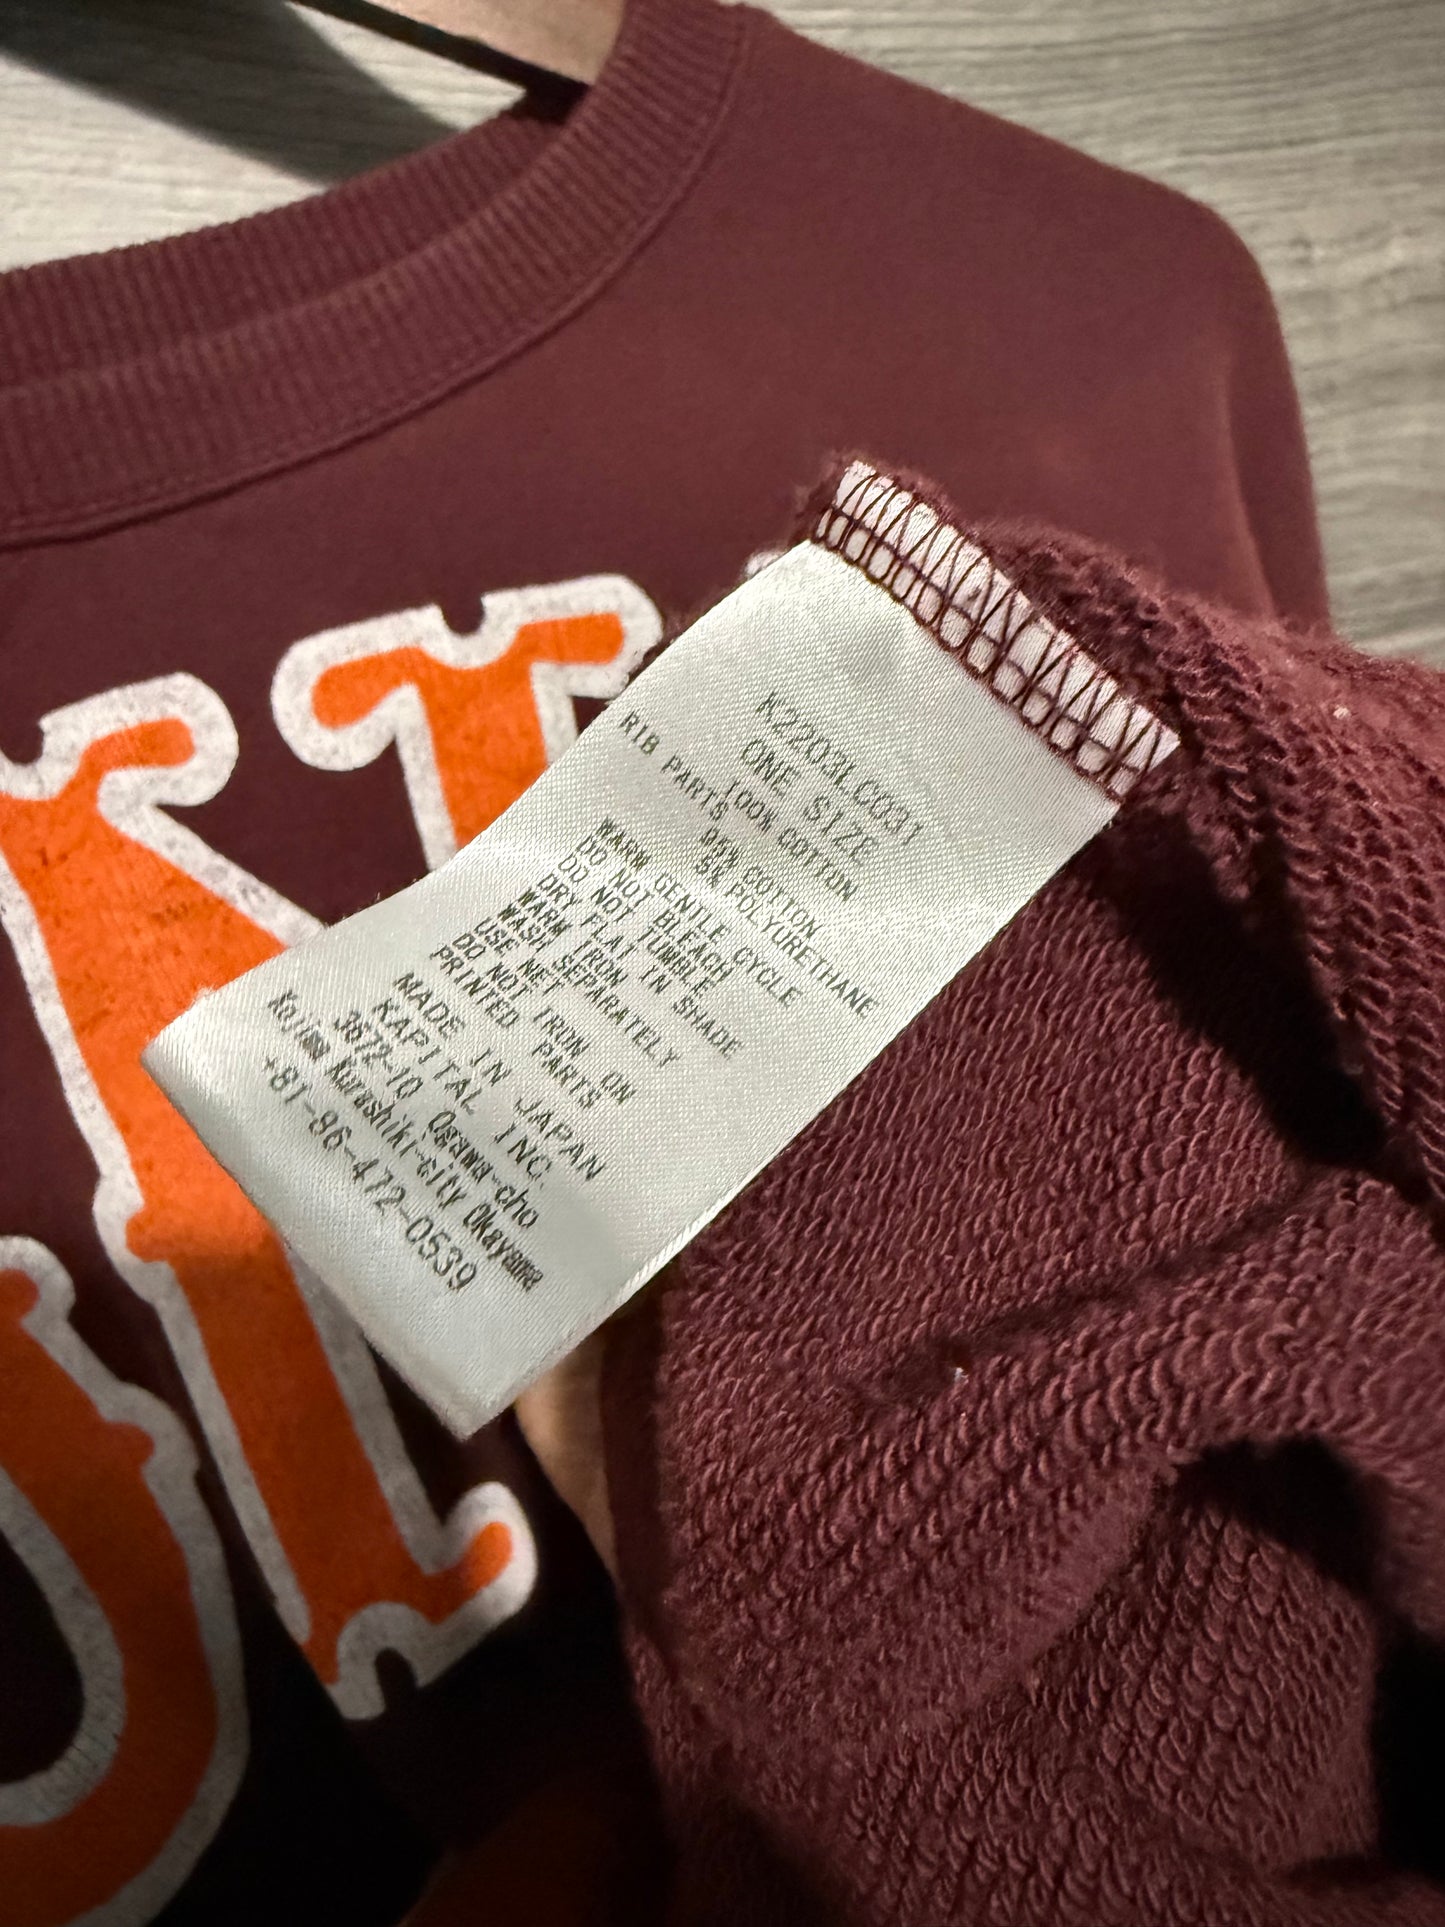 K2203LC031
ONE SIZE
100% COTTON
RIB PARTS
95% COTTON
5% POLYURETHANE
WARM GENTLE CYCLE
DO NOT BLEACH
DO NOT TUMBLE
DRY FLAT IN SHADE
WARM IRON
WASH SEPARATELY
USE NET
DO NOT IRON ON
PRINTED PARTS
MADE IN JAPAN
KAPITAL INC.
3672-10 Ogawa-cho
Kojima Kurashiki-city Okayama
+81-86-472-0539